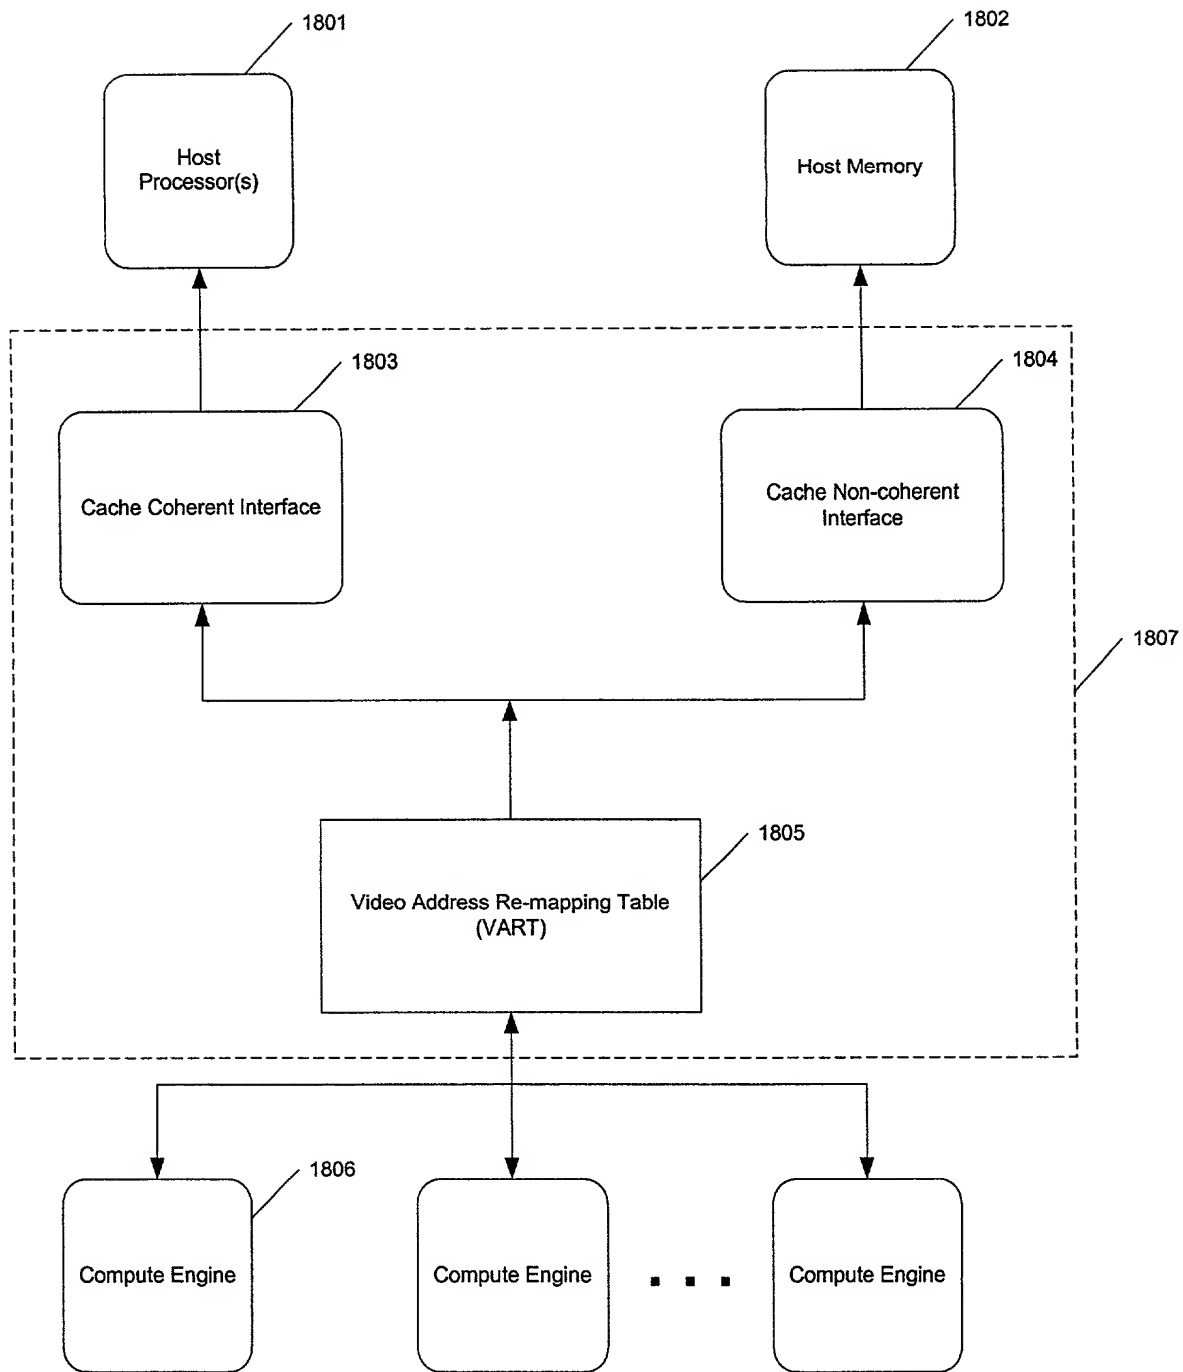 1801
1802
Host
Processor(s)
Host Memory
1803
1804
Cache Coherent Interface
Cache Non-coherent
Interface
1807
1805
Video Address Re-mapping Table
(VART)
1806
Compute Engine
Compute Engine
Compute Engine